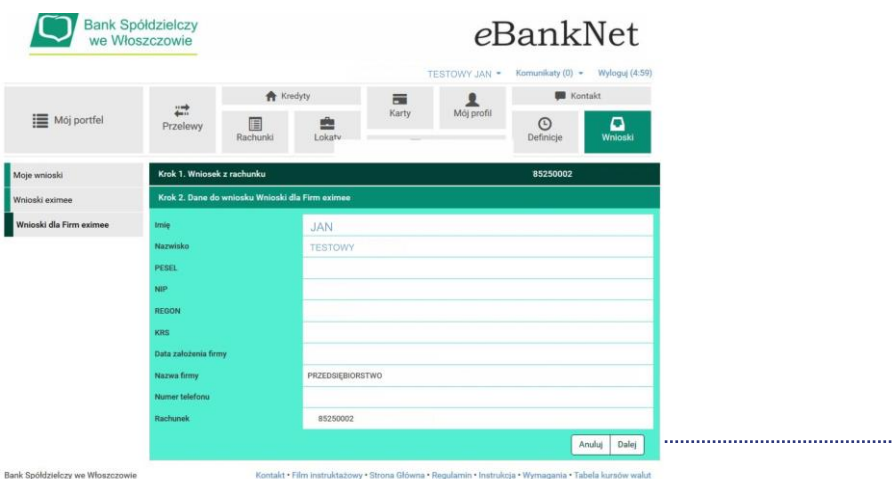 Bank Spółdzielczy
we Włoszczowie
eBankNet
TESTOWY JAN Komunikaty (0) Wyloguj (4:59)
Mój portfel
Przelewy
Kredyty
Rachunki
Lokaty
Karty
Mój profil
Kontakt
Definicje
Wnioski
Moje wnioski
Wnioski eximee
Wnioski dla Firm eximee
Krok 1. Wniosek z rachunku 85250002
Krok 2. Dane do wniosku Wnioski dla Firm eximee
Imię JAN
Nazwisko TESTOWY
PESEL
NIP
REGON
KRS
Data założenia firmy
Nazwa firmy PRZEDSIĘBIORSTWO
Numer telefonu
Rachunek 85250002
Anuluj Dalej
Bank Spółdzielczy we Włoszczowie Kontakt • Film instruktażowy • Strona Główna • Regulamin • Instrukcja • Wymagania • Tabela kursów walut